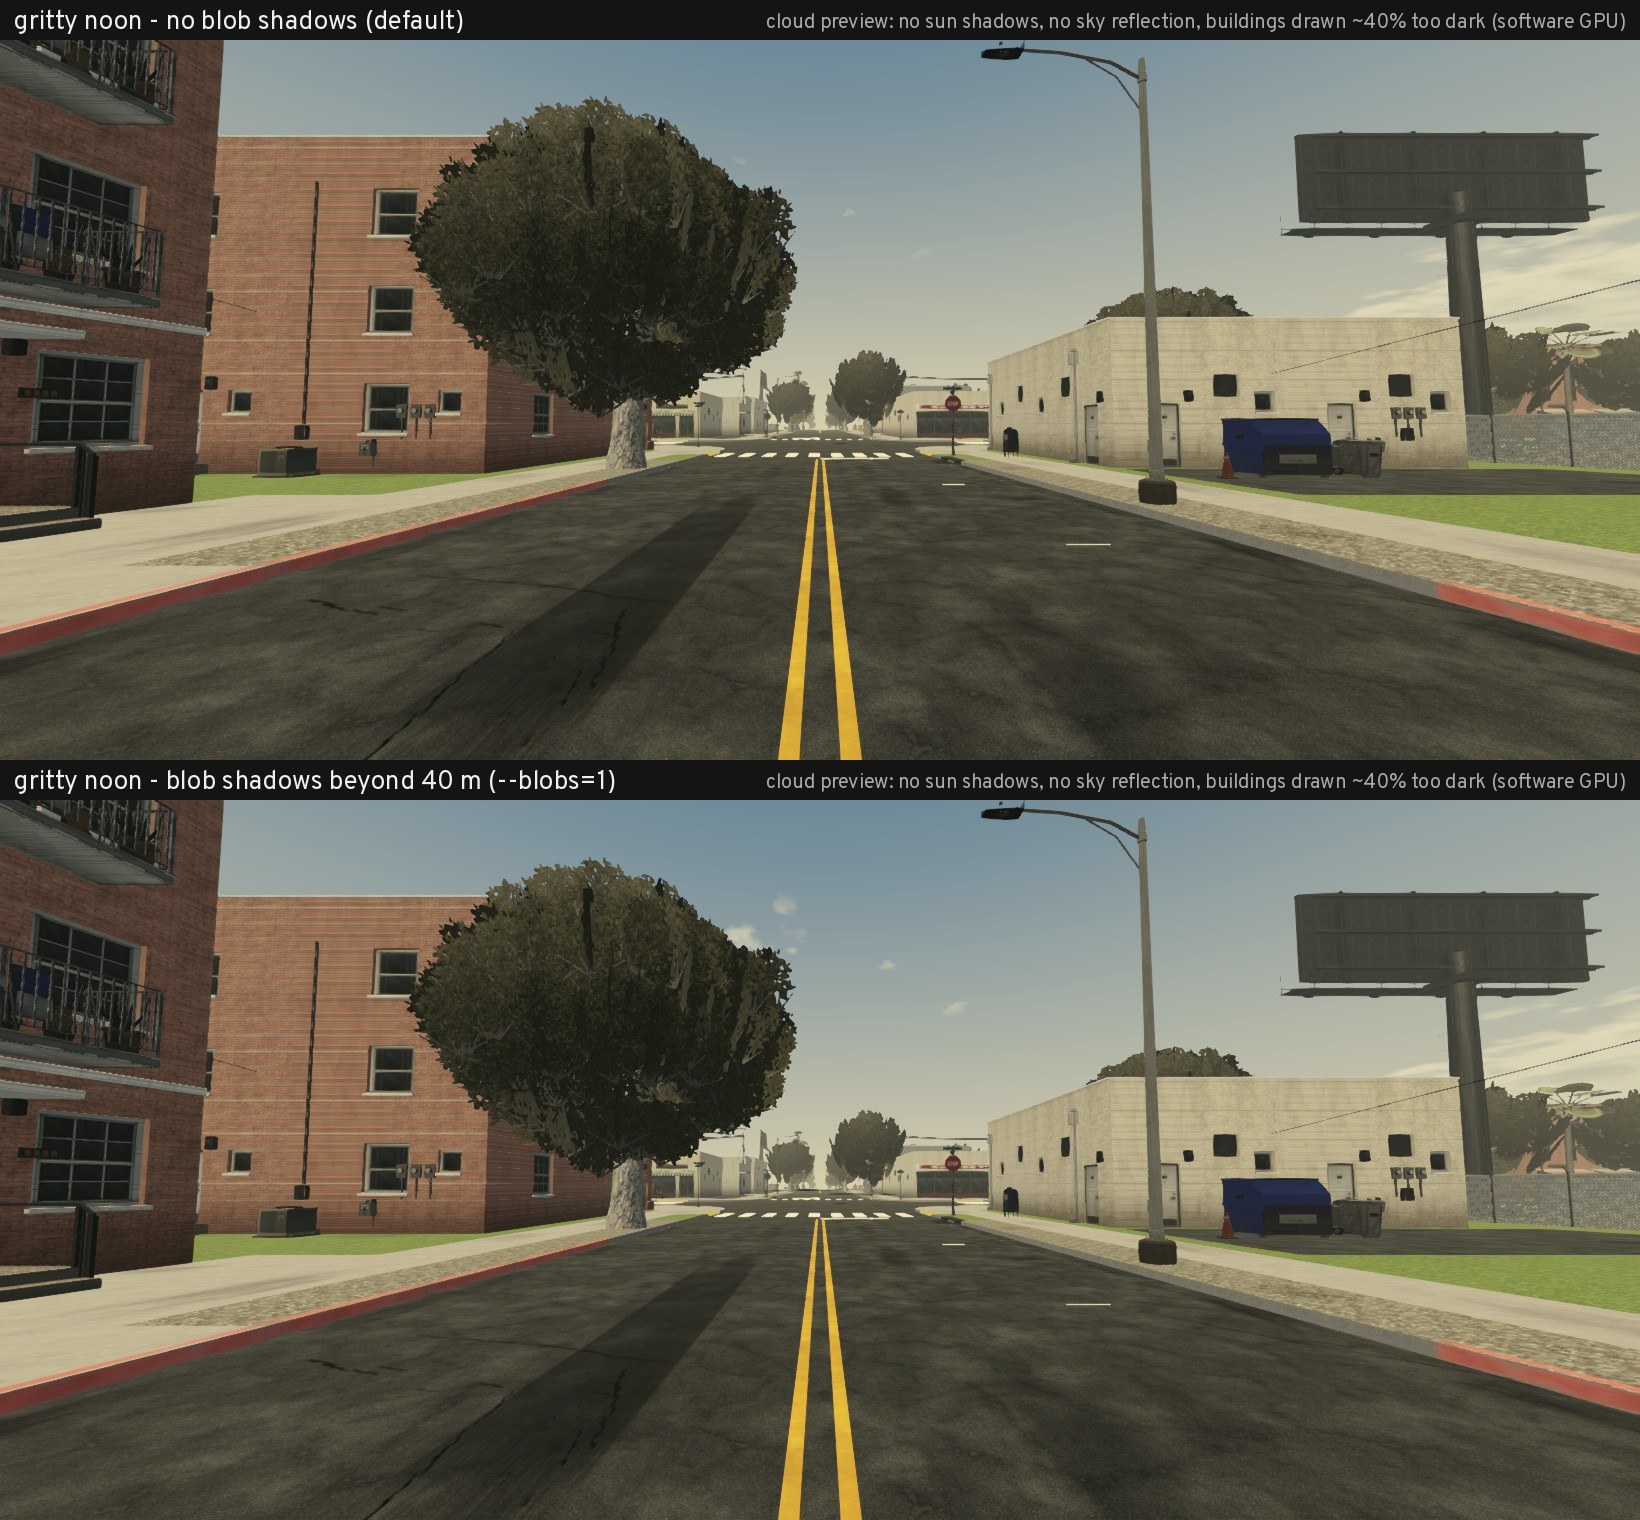 gritty noon - no blob shadows (default)
cloud preview: no sun shadows, no sky reflection, buildings drawn ~40% too dark (software GPU)
STOP
gritty noon - blob shadows beyond 40 m (--blobs=1)
cloud preview: no sun shadows, no sky reflection, buildings drawn ~40% too dark (software GPU)
STOP